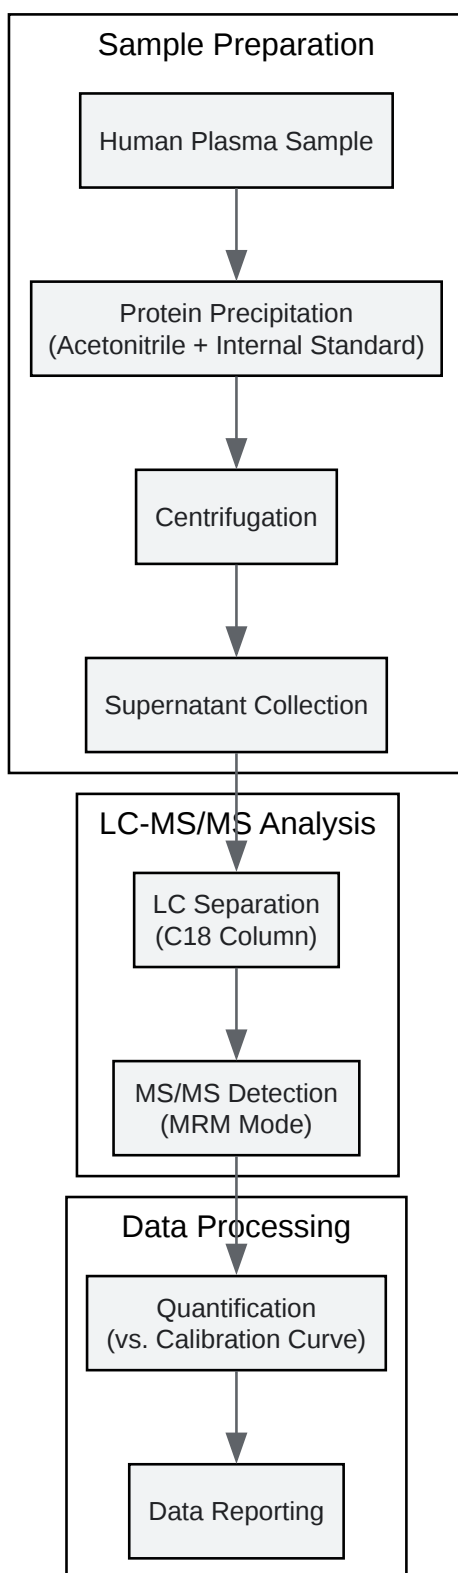 Sample Preparation
Human Plasma Sample
Protein Precipitation
(Acetonitrile + Internal Standard)
Centrifugation
Supernatant Collection
LC-MS/MS Analysis
LC Separation
(C18 Column)
MS/MS Detection
(MRM Mode)
Data Processing
Quantification
(vs. Calibration Curve)
Data Reporting